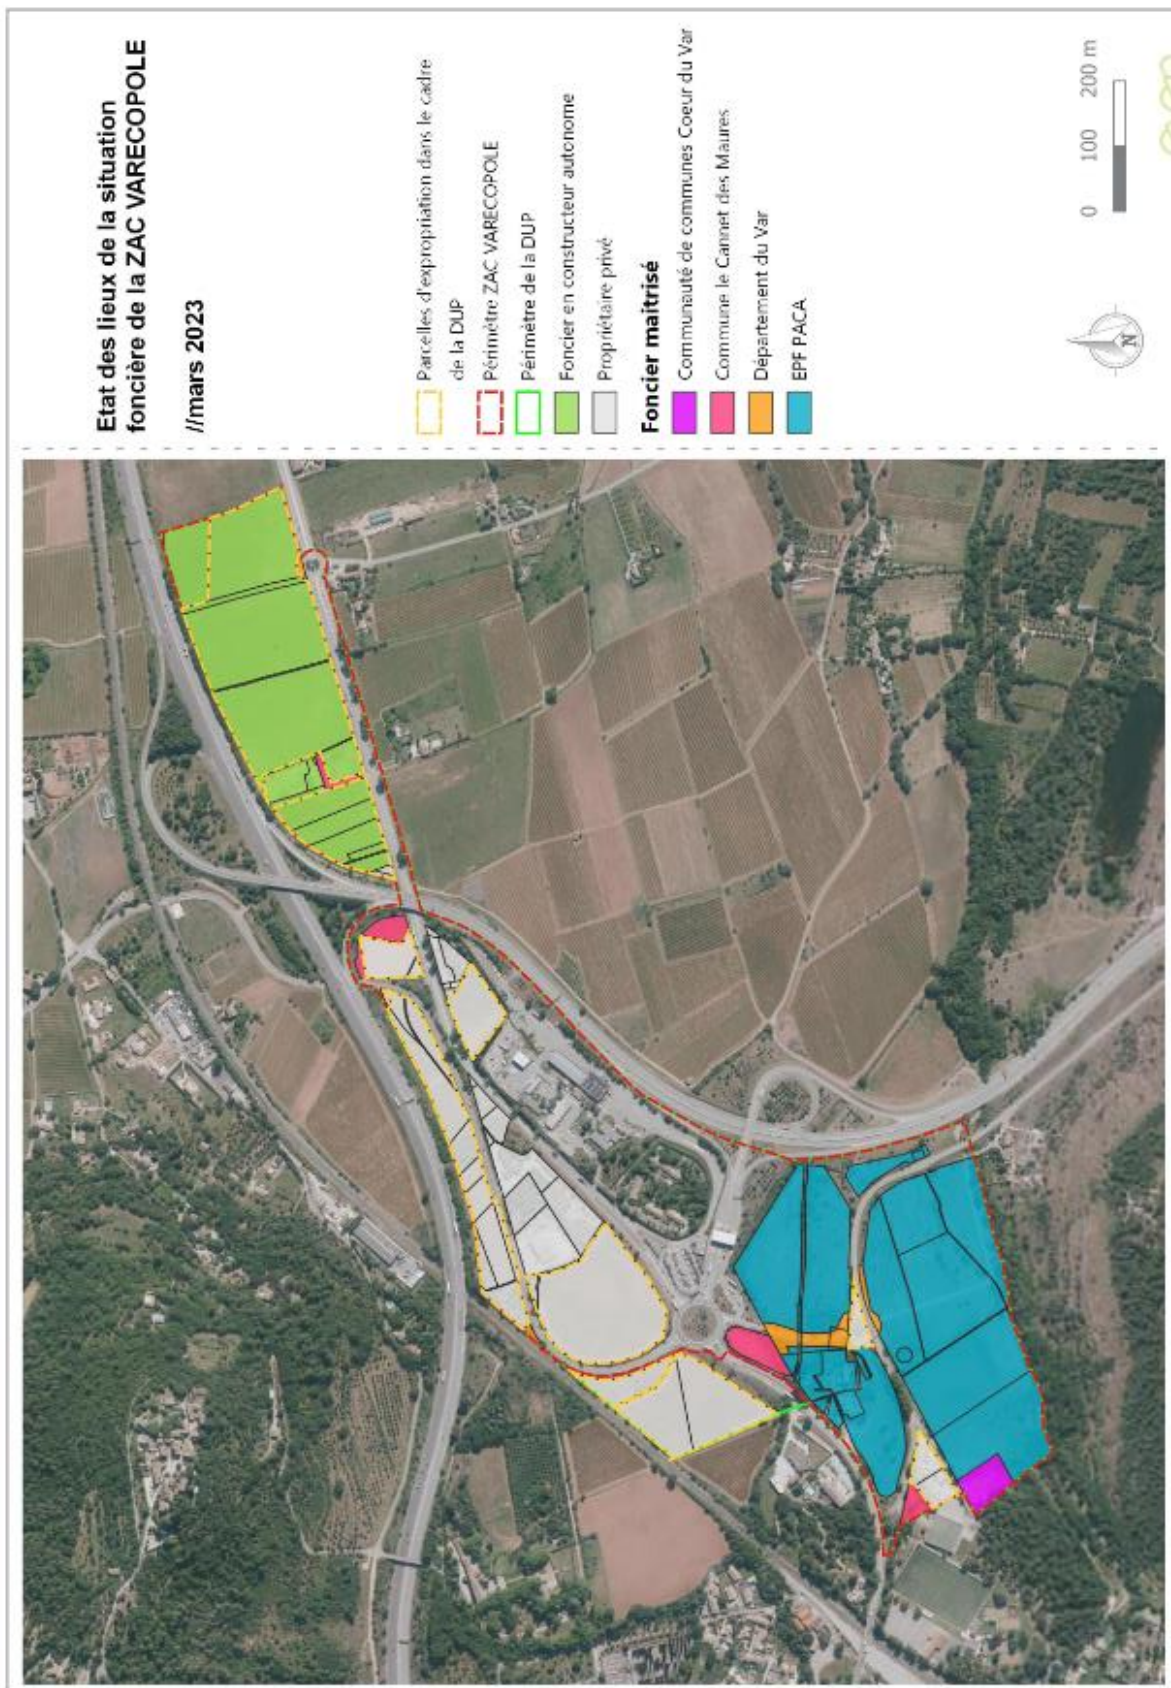 Etat des lieux de la situation
foncière de la ZAC VARECOPOLE
//mars 2023
Parcelles d'expropriation dans le cadre
de la DUP
Périmètre ZAC VARECOPOLE
Périmètre de la DUP
Foncier en constructeur autonome
Propriétaire privé
Foncier maitrisé
Communauté de communes Coeur du Var
Commune le Cannet des Maures
Département du Var
EPF PACA
N
0 100 200 m